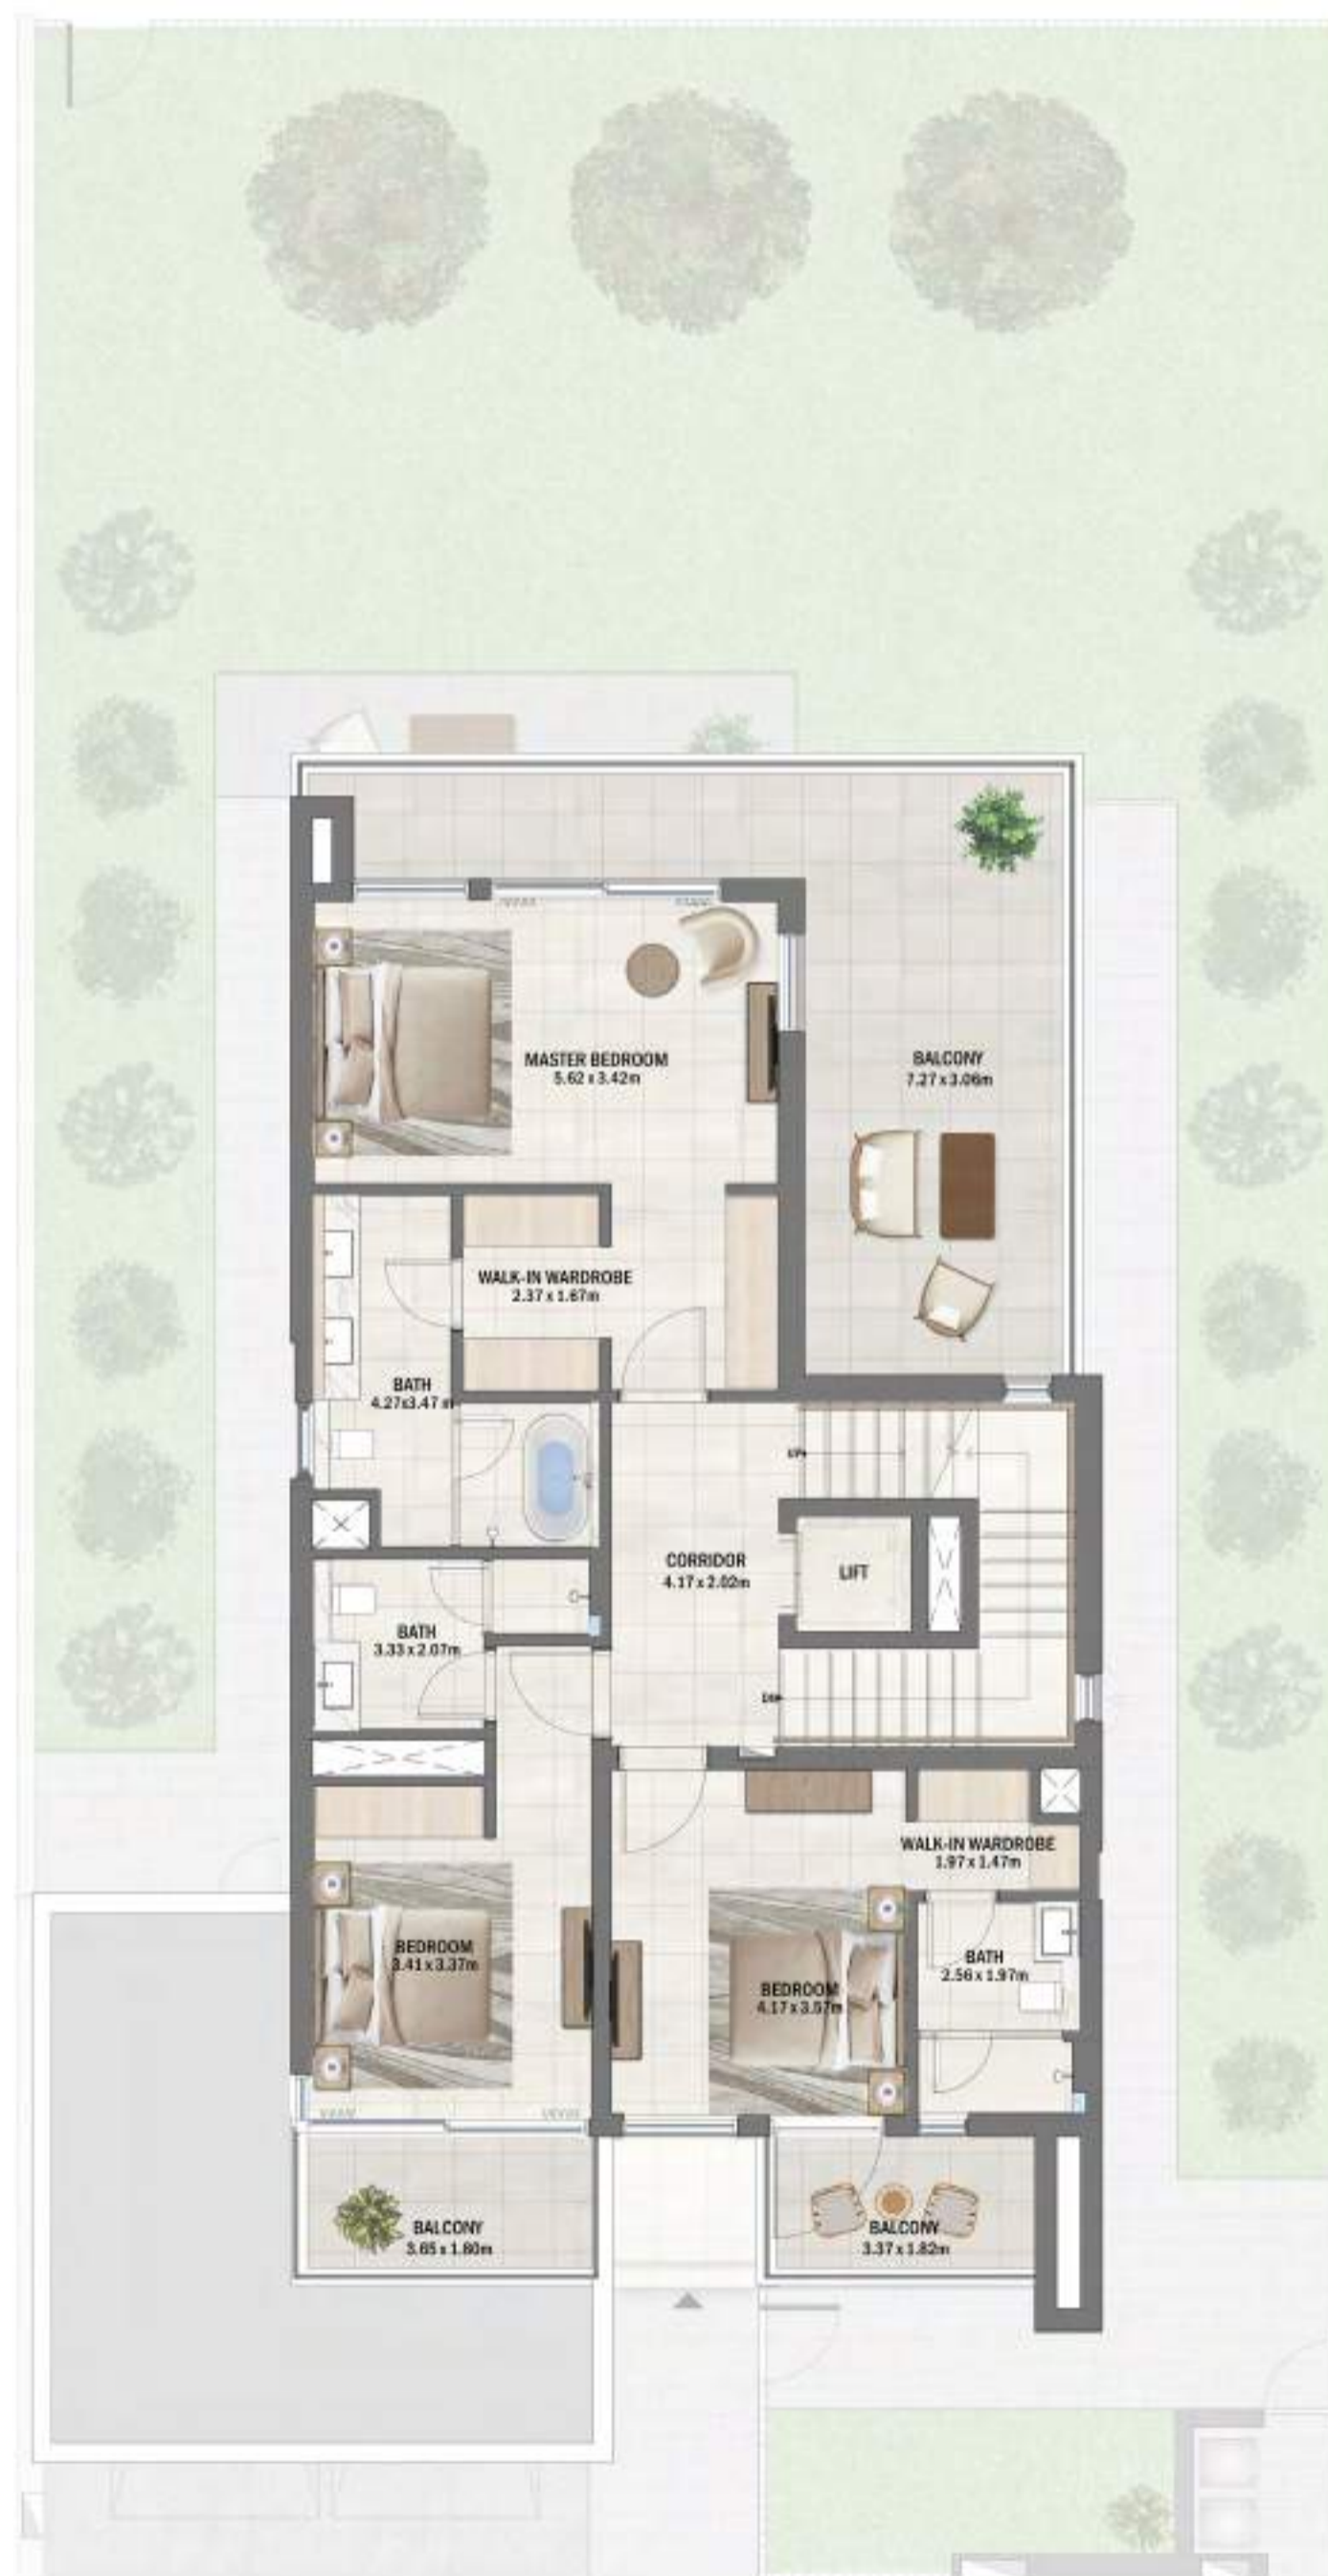 MASTER BEDROOM
5.62 x 3.42m
BALCONY
7.27 x 3.06m
WALK-IN WARDROBE
2.37 x 1.67m
BATH
4.27x3.47 m
UP
CORRIDOR
4.17 x 2.02m
LIFT
BATH
3.33 x 2.07m
DN
WALK-IN WARDROBE
1.97 x 1.47m
BEDROOM
3.41 x 3.37m
BATH
2.56 x 1.97m
BEDROOM
4.17 x 3.57m
BALCONY
3.65 x 1.80m
BALCONY
3.37 x 1.82m